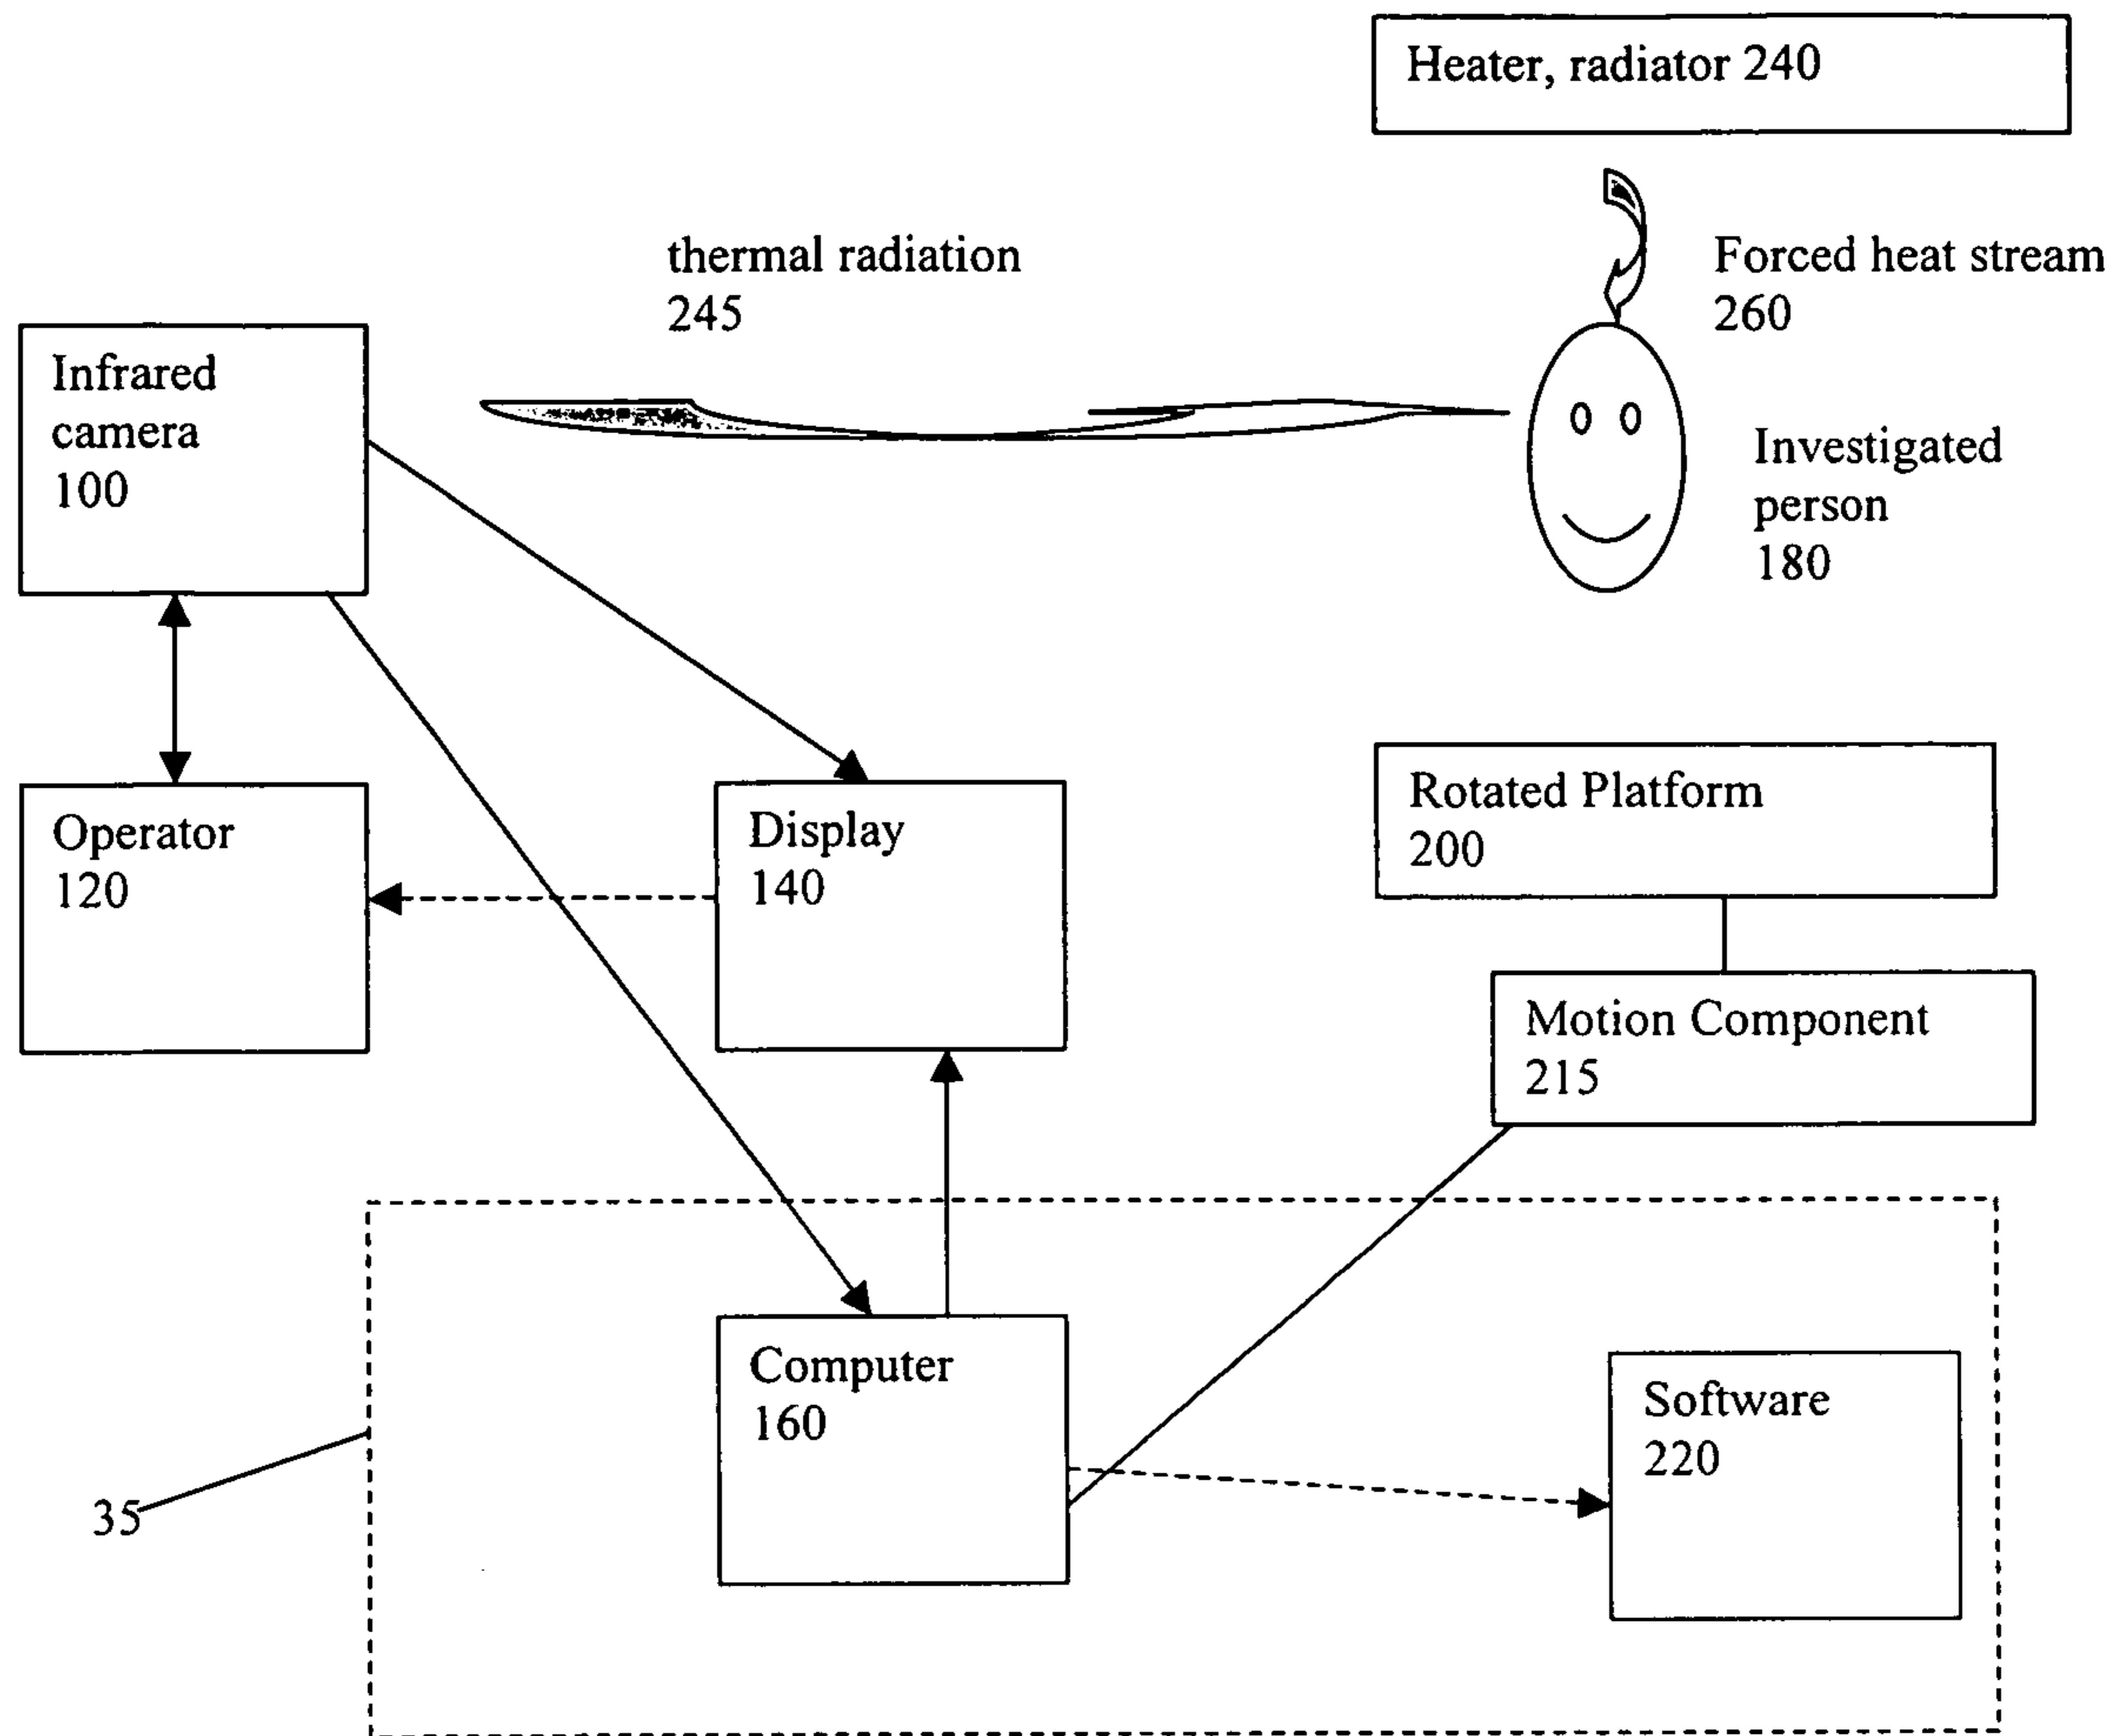 Heater, radiator 240
thermal radiation
245
Forced heat stream
260
Infrared
camera
100
Investigated
person
180
Operator
120
Display
140
Rotated Platform
200
Motion Component
215
Computer
160
Software
220
35